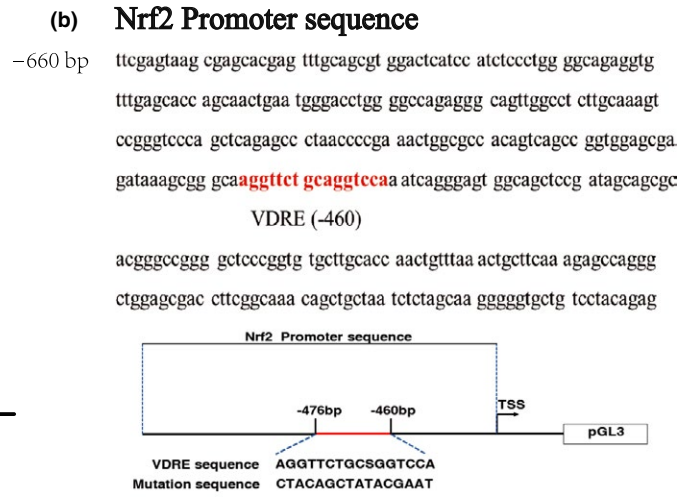 (b) Nrf2 Promoter sequence
−660 bp ttcgagtaag cgagcacgag tttgcagcgt ggactcatcc atctccctgg ggcagaggtg
tttgagcacc agcaactgaa tgggacctgg ggccagaggg cagttggcct cttgcaaagt
ccgggtccca gctcagagcc ctaaccccga aactggcgcc acagtcagcc ggtggagcga
gataaagcgg gcaaggttct gcaggtccaa atcagggagt ggcagctccg atagcagcgc
VDRE (-460)
acgggccggg gctcccggtg tgcttgcacc aactgtttaa actgcttcaa agagccaggg
ctggagcgac cttcggcaaa cagctgctaa tctctagcaa gggggtgctg tcctacagag
Nrf2 Promoter sequence
-476bp -460bp TSS
pGL3
VDRE sequence AGGTTCTGCSGGTCCA
Mutation sequence CTACAGCTATACGAAT